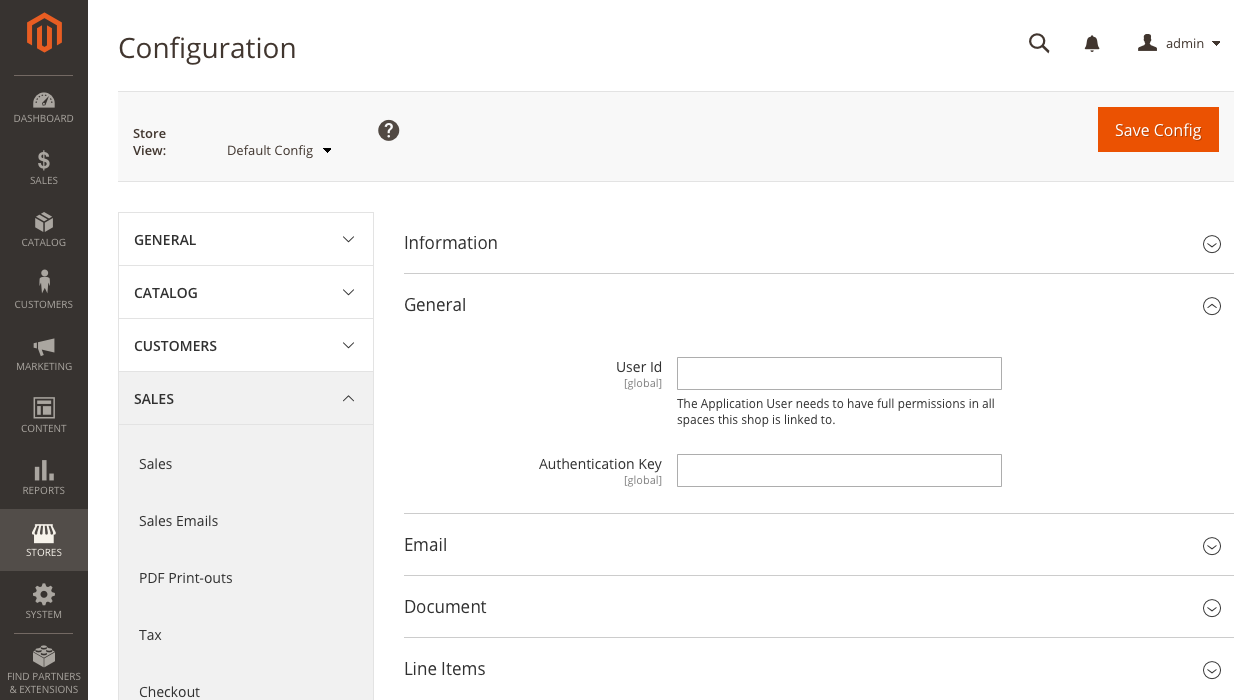 Configuration
admin
DASHBOARD
SALES
CATALOG
CUSTOMERS
MARKETING
CONTENT
REPORTS
STORES
SYSTEM
FIND PARTNERS
& EXTENSIONS
Store
View:
Default Config
?
Save Config
GENERAL
CATALOG
CUSTOMERS
SALES
Sales
Sales Emails
PDF Print-outs
Tax
Checkout
Information
General
User Id
[global]
The Application User needs to have full permissions in all
spaces this shop is linked to.
Authentication Key
[global]
Email
Document
Line Items